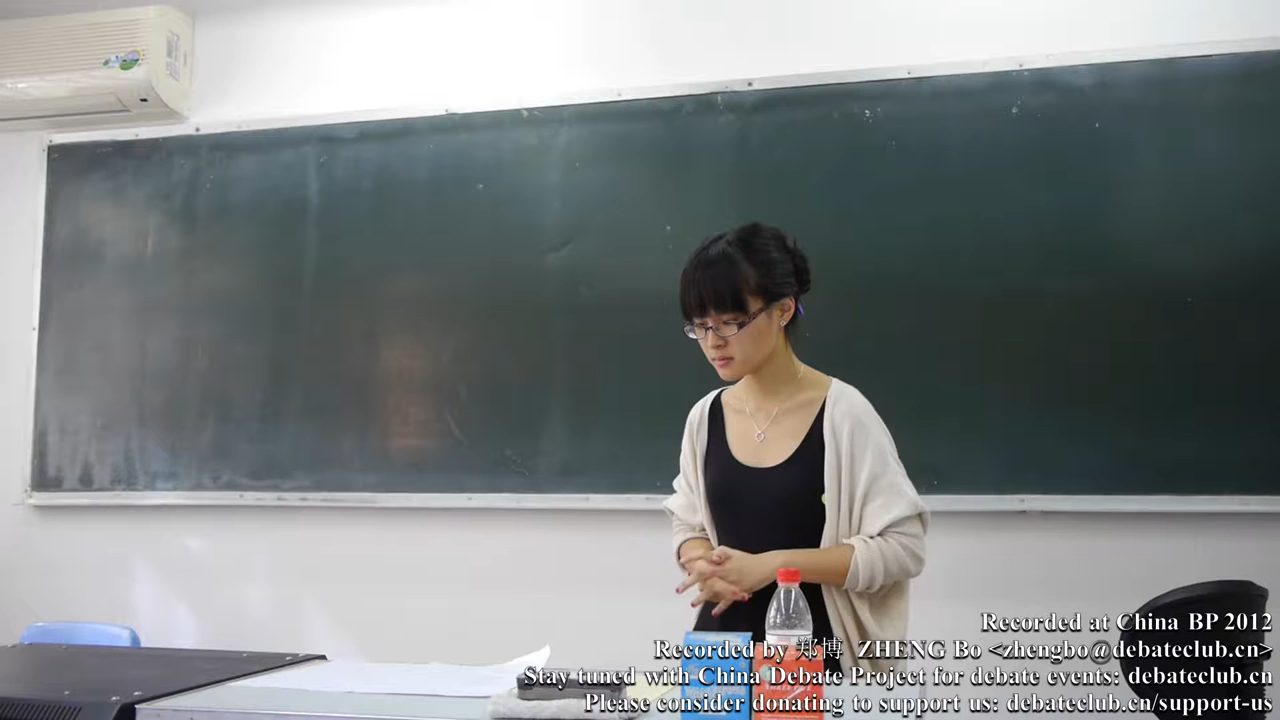 Recorded at China BP 2012
Recorded by 郑博 ZHENG Bo <zhengbo@debateclub.cn>
Stay tuned with China Debate Project for debate events: debateclub.cn
Please consider donating to support us: debateclub.cn/support-us